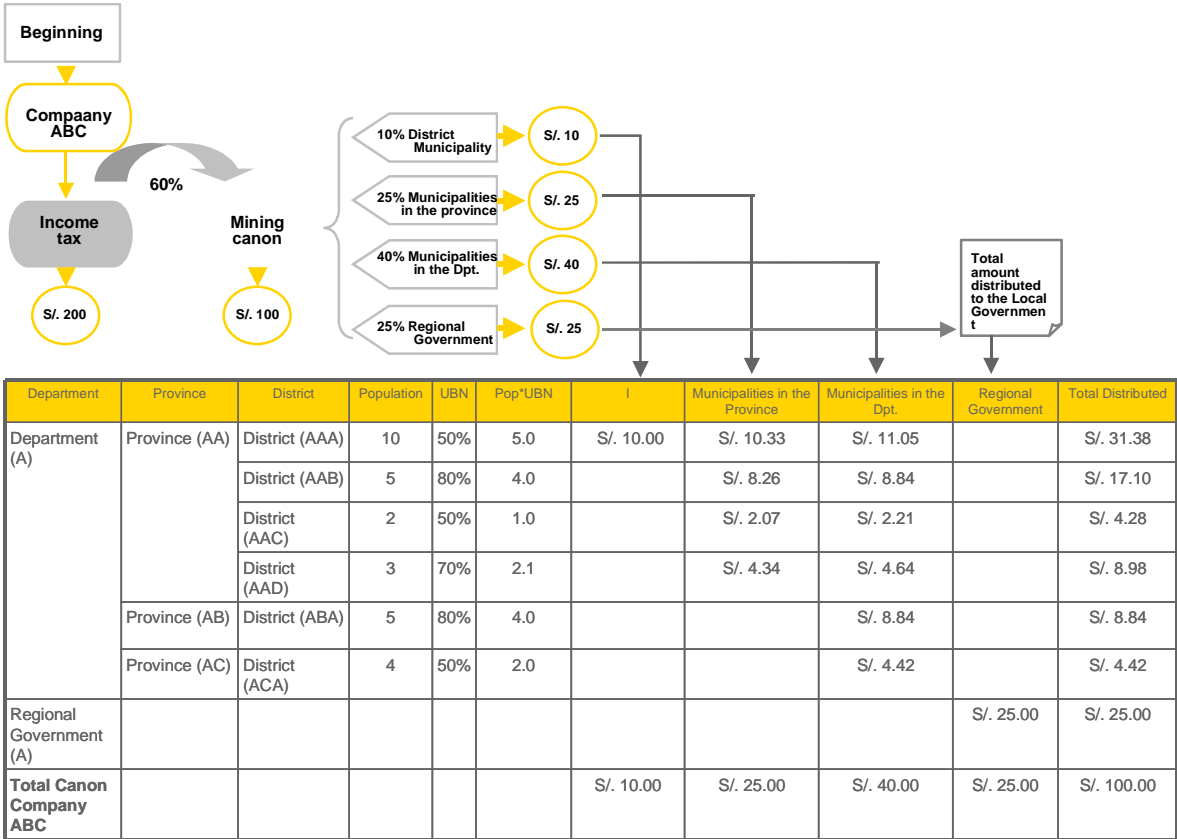 Beginning
Compaany
ABC
60%
Income
tax
S/. 200
Mining
canon
S/. 100
10% District
Municipality
S/. 10
25% Municipalities
in the province
S/. 25
40% Municipalities
in the Dpt.
S/. 40
25% Regional
Government
S/. 25
Total
amount
distributed
to the Local
Governmen
t
Department Province District Population UBN Pop*UBN I Municipalities in the Province Municipalities in the Dpt. Regional Government Total Distributed
Department (A) Province (AA) District (AAA) 10 50% 5.0 S/. 10.00 S/. 10.33 S/. 11.05 S/. 31.38
District (AAB) 5 80% 4.0 S/. 8.26 S/. 8.84 S/. 17.10
District (AAC) 2 50% 1.0 S/. 2.07 S/. 2.21 S/. 4.28
District (AAD) 3 70% 2.1 S/. 4.34 S/. 4.64 S/. 8.98
Province (AB) District (ABA) 5 80% 4.0 S/. 8.84 S/. 8.84
Province (AC) District (ACA) 4 50% 2.0 S/. 4.42 S/. 4.42
Regional Government (A) S/. 25.00 S/. 25.00
Total Canon Company ABC S/. 10.00 S/. 25.00 S/. 40.00 S/. 25.00 S/. 100.00